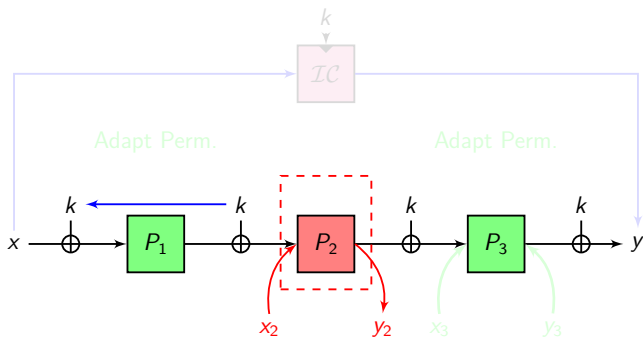 k
IC
Adapt Perm. Adapt Perm.
k k k k
x P1 P2 P3 y
x2 y2 x3 y3